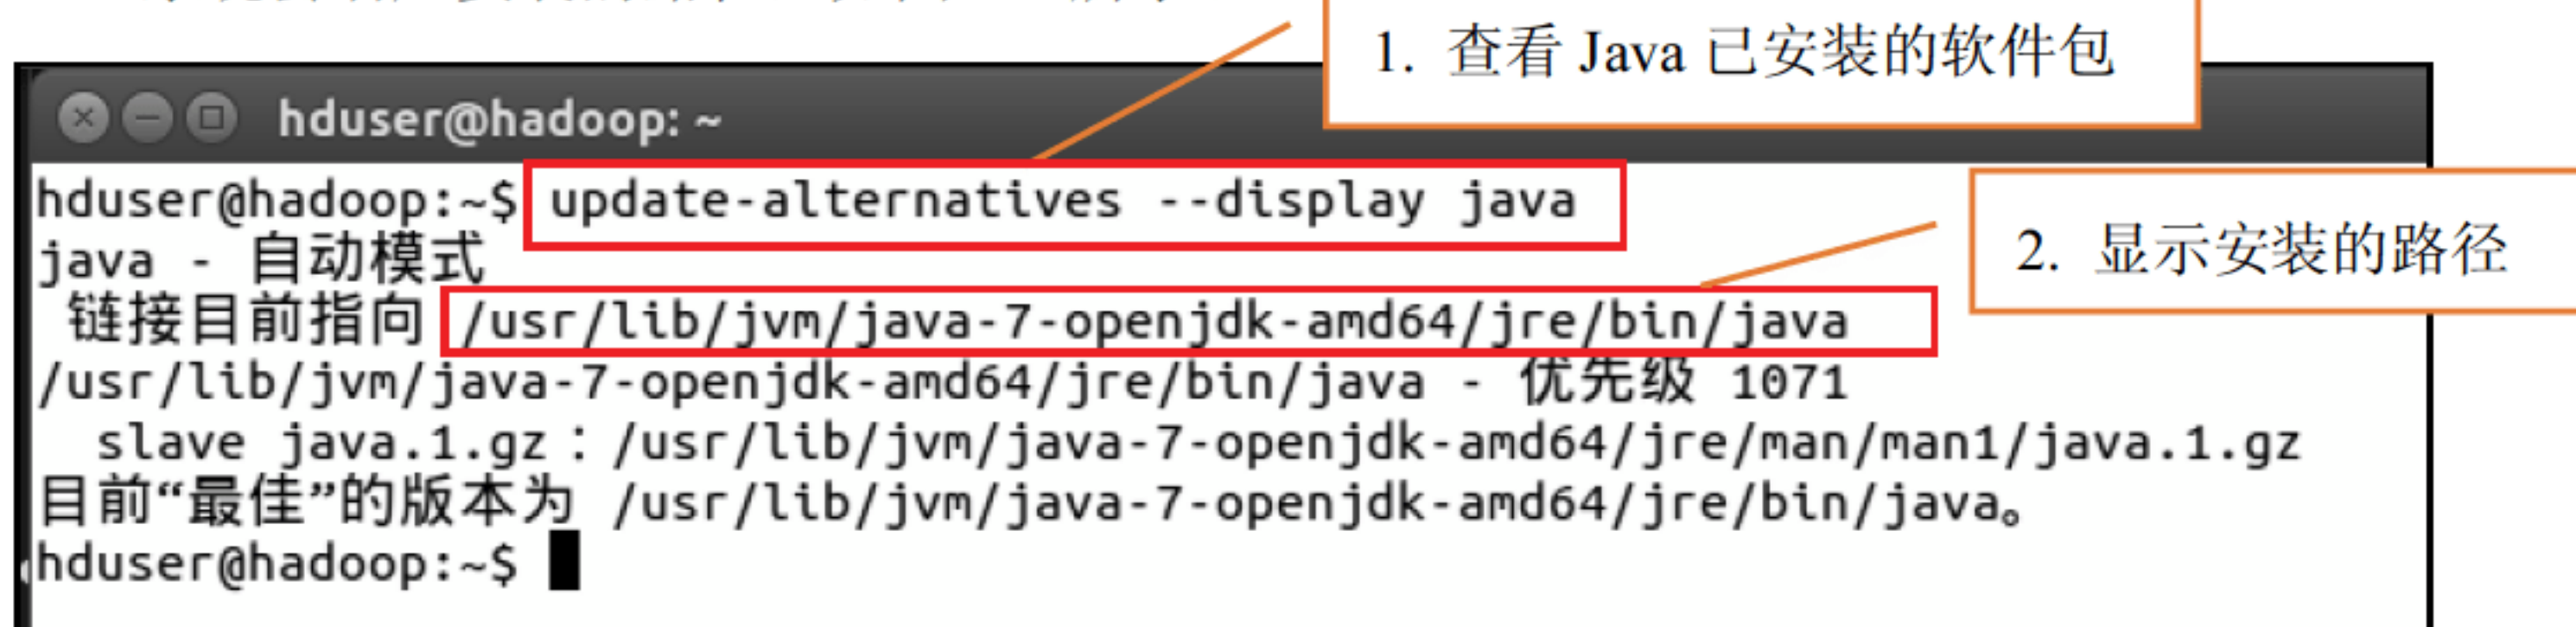 1. 查看 Java 已安装的软件包
hduser@hadoop: ~
hduser@hadoop:~$ update-alternatives --display java
2. 显示安装的路径
java - 自动模式
链接目前指向 /usr/lib/jvm/java-7-openjdk-amd64/jre/bin/java
/usr/lib/jvm/java-7-openjdk-amd64/jre/bin/java - 优先级 1071
slave java.1.gz：/usr/lib/jvm/java-7-openjdk-amd64/jre/man/man1/java.1.gz
目前“最佳”的版本为 /usr/lib/jvm/java-7-openjdk-amd64/jre/bin/java。
hduser@hadoop:~$